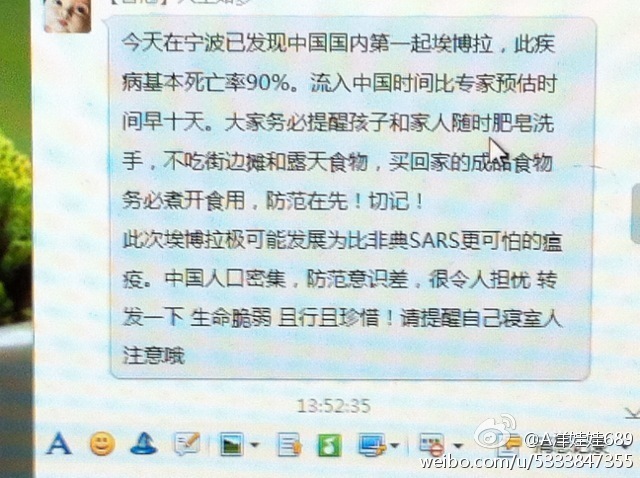 今天在宁波已发现中国国内第一起埃博拉，此疾
病基本死亡率90%。流入中国时间比专家预估时
间早十天。大家务必提醒孩子和家人随时肥皂洗
手，不吃街边摊和露天食物，买回家的成品食物
务必煮开食用，防范在先！切记！
此次埃博拉极可能发展为比非典SARS更可怕的瘟
疫。中国人口密集，防范意识差，很令人担忧 转
发一下 生命脆弱 且行且珍惜！请提醒自己寝室人
注意哦
13:52:35
A
@A洋娃娃689
weibo.com/u/5333847355